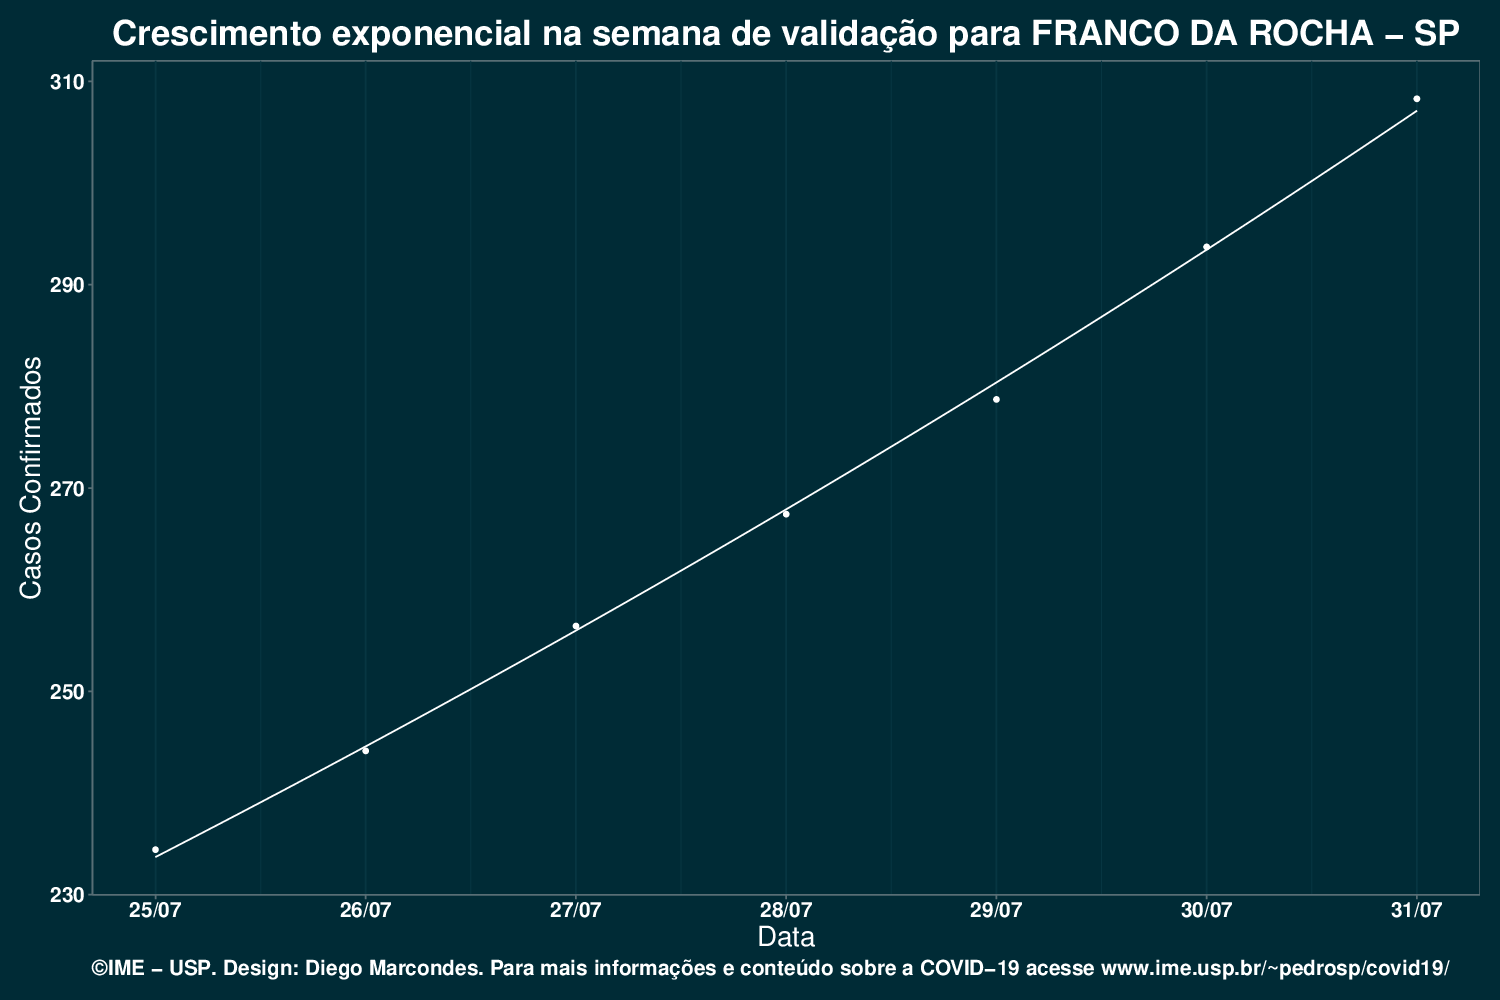 Crescimento exponencial na semana de validação para FRANCO DA ROCHA – SP
310
290
270
250
230
Casos Confirmados
25/07 26/07 27/07 28/07 29/07 30/07 31/07
Data
©IME – USP. Design: Diego Marcondes. Para mais informações e conteúdo sobre a COVID–19 acesse www.ime.usp.br/~pedrosp/covid19/